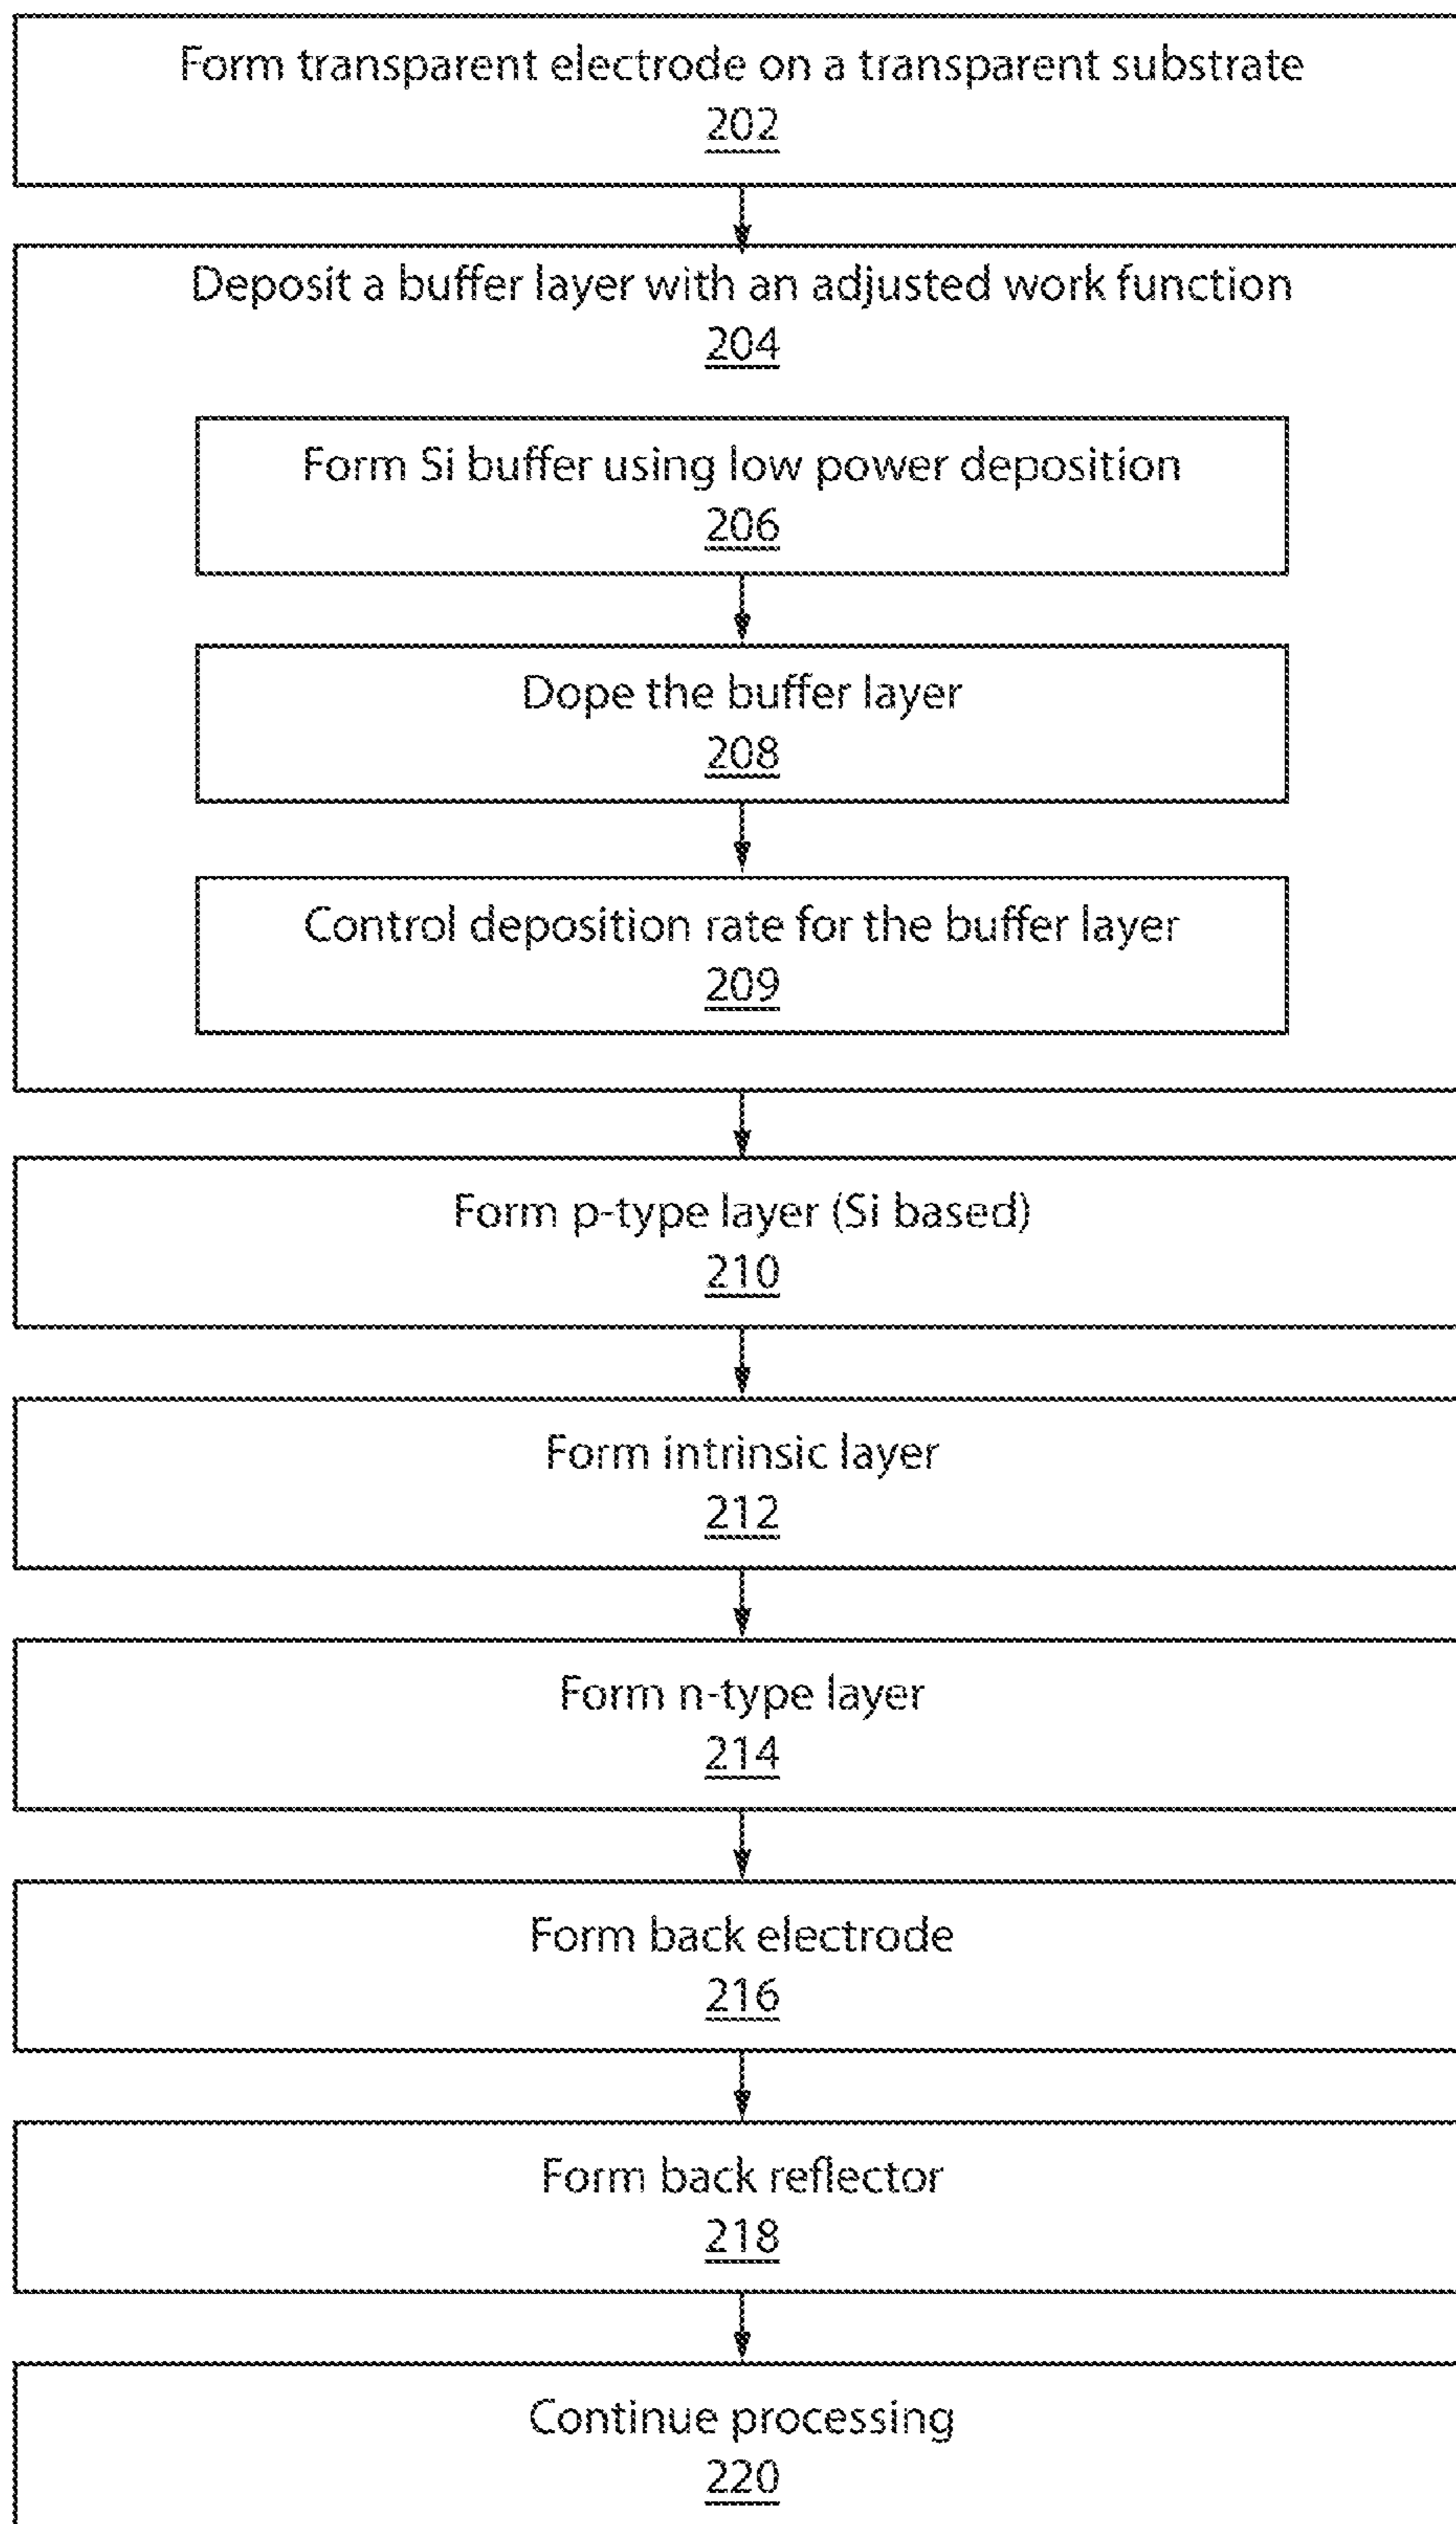 Form transparent electrode on a transparent substrate
202
Deposit a buffer layer with an adjusted work function
204
Form Si buffer using low power deposition
206
Dope the buffer layer
208
Control deposition rate for the buffer layer
209
Form p-type layer (Si based)
210
Form intrinsic layer
212
Form n-type layer
214
Form back electrode
216
Form back reflector
218
Continue processing
220